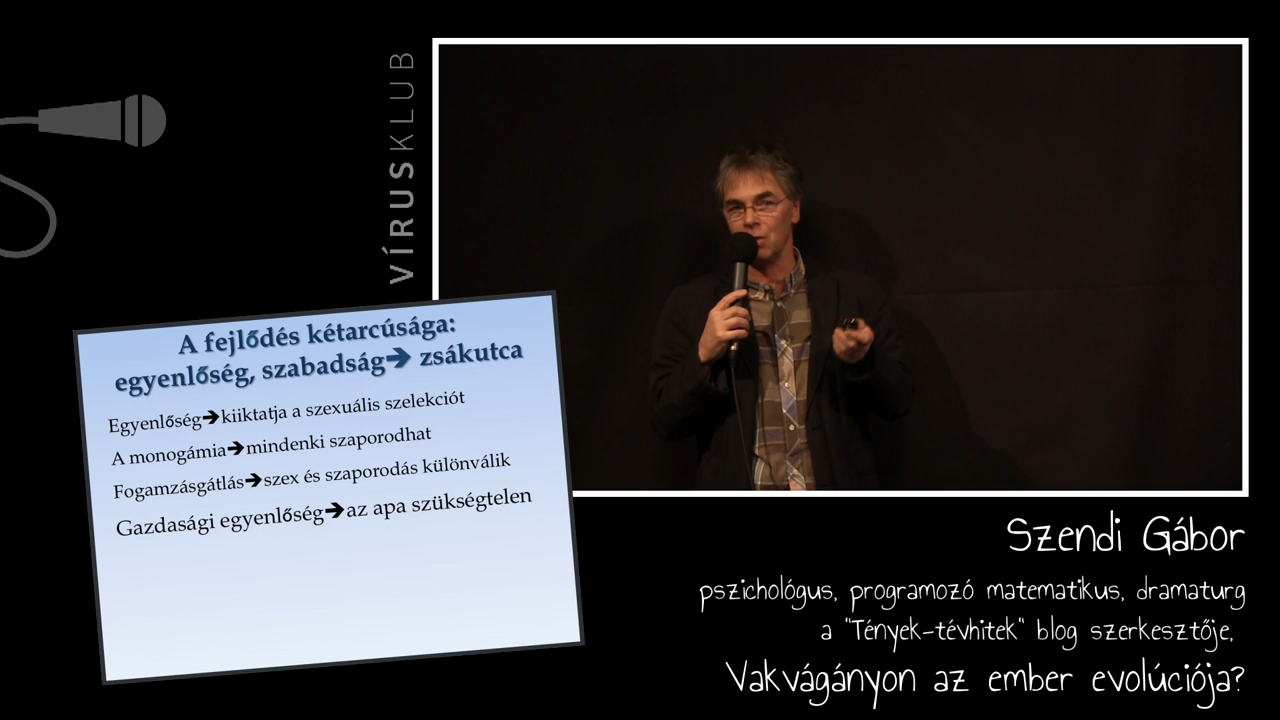 VÍRUSKLUB
A fejlődés kétarcúsága:
egyenlőség, szabadság➔ zsákutca
Egyenlőség➔kiiktatja a szexuális szelekciót
A monogámia➔mindenki szaporodhat
Fogamzásgátlás➔szex és szaporodás különválik
Gazdasági egyenlőség➔az apa szükségtelen
Szendi Gábor
pszichológus, programozó matematikus, dramaturg
a "Tények-tévhitek" blog szerkesztője,
Vakvágányon az ember evolúciója?